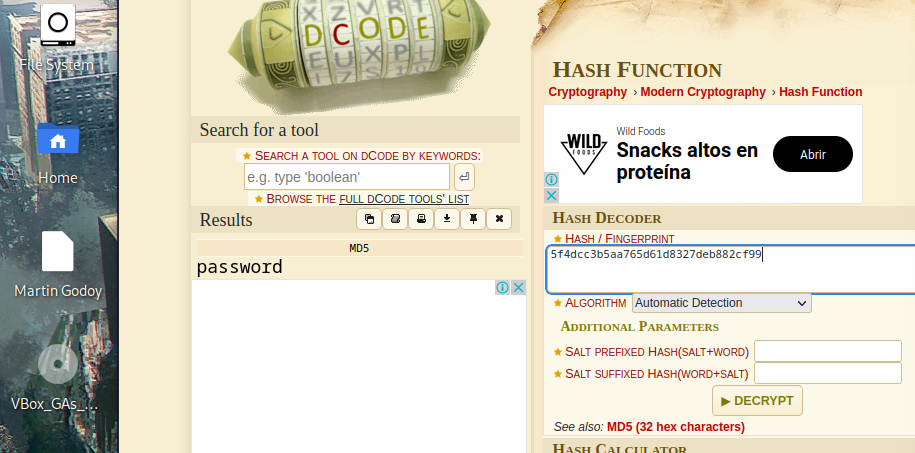 File System
Home
Martin Godoy
VBox_GAs_...
DCODE
Search for a tool
SEARCH A TOOL ON DCODE BY KEYWORDS:
e.g. type 'boolean'
BROWSE THE FULL DCODE TOOLS' LIST
Results
MD5
password
HASH FUNCTION
Cryptography › Modern Cryptography › Hash Function
WILD
FOODS
Wild Foods
Snacks altos en
proteína
Abrir
HASH DECODER
HASH / FINGERPRINT
5f4dcc3b5aa765d61d8327deb882cf99
ALGORITHM Automatic Detection
ADDITIONAL PARAMETERS
SALT PREFIXED HASH(SALT+WORD)
SALT SUFFIXED HASH(WORD+SALT)
▶ DECRYPT
See also: MD5 (32 hex characters)
HASH CALCULATOR